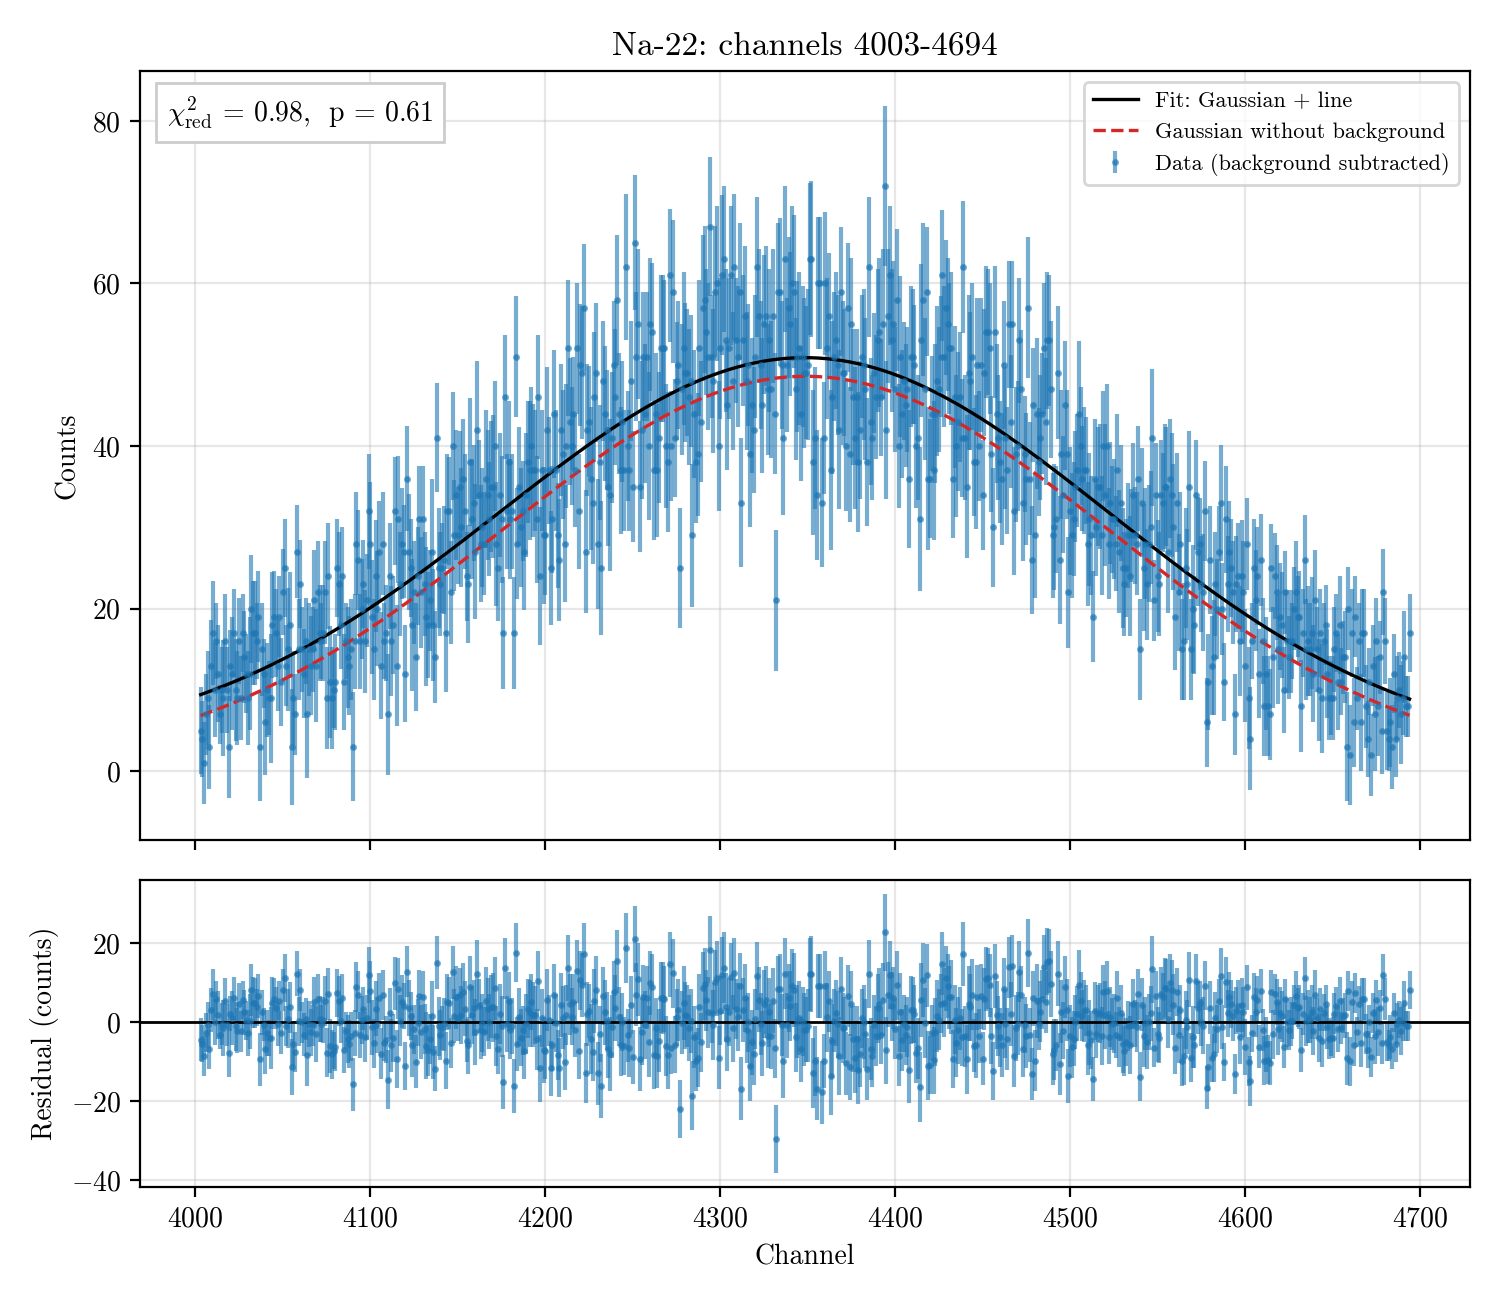 Na-22: channels 4003-4694
χ²red = 0.98, p = 0.61
Fit: Gaussian + line
Gaussian without background
Data (background subtracted)
Counts
80
60
40
20
0
Residual (counts)
20
0
−20
−40
4000 4100 4200 4300 4400 4500 4600 4700
Channel